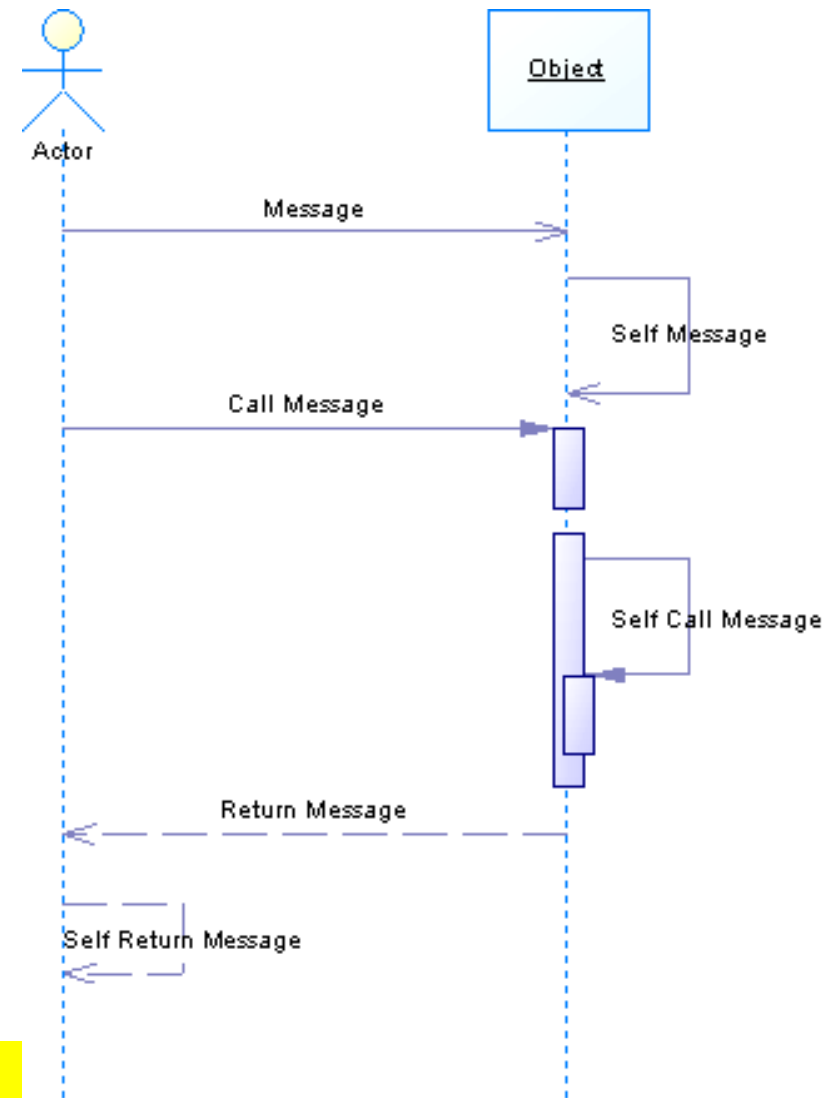 Object
Actor
Message
Self Message
Call Message
Self Call Message
Return Message
Self Return Message